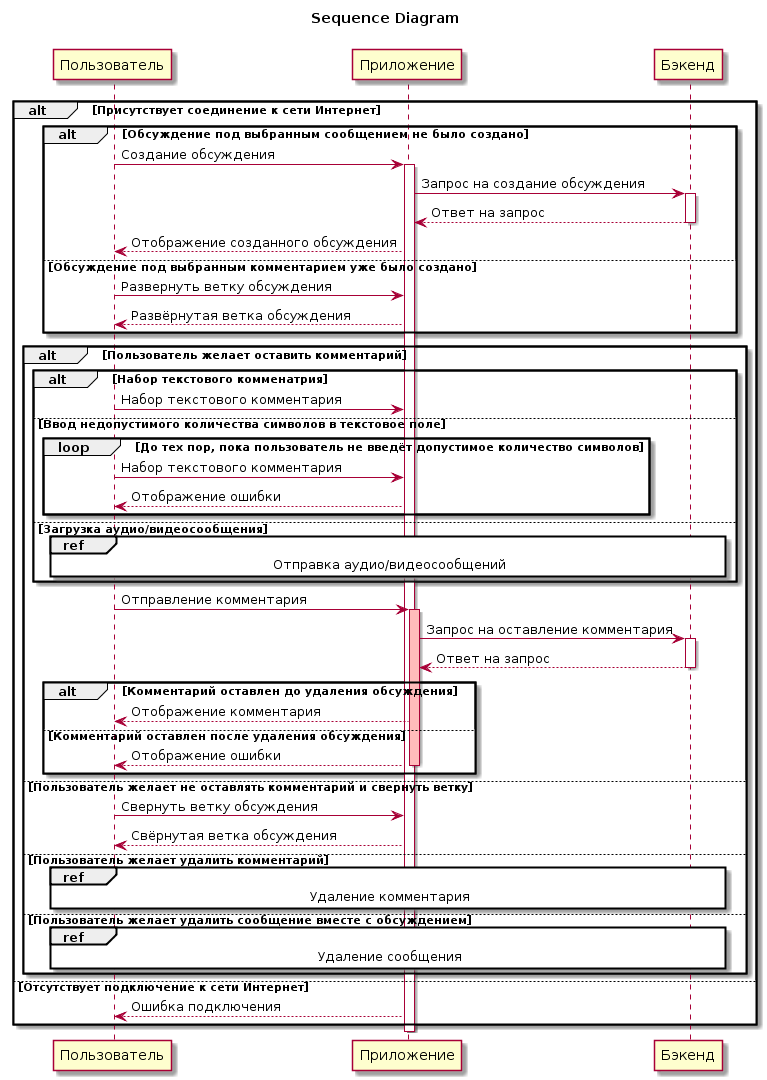 Sequence Diagram
Пользователь Приложение Бэкенд
alt [Присутствует соединение к сети Интернет]
alt [Обсуждение под выбранным сообщением не было создано]
Создание обсуждения
Запрос на создание обсуждения
Ответ на запрос
Отображение созданного обсуждения
[Обсуждение под выбранным комментарием уже было создано]
Развернуть ветку обсуждения
Развёрнутая ветка обсуждения
alt [Пользователь желает оставить комментарий]
alt [Набор текстового комменатрия]
Набор текстового комментария
[Ввод недопустимого количества символов в текстовое поле]
loop [До тех пор, пока пользователь не введёт допустимое количество символов]
Набор текстового комментария
Отображение ошибки
[Загрузка аудио/видеосообщения]
ref
Отправка аудио/видеосообщений
Отправление комментария
Запрос на оставление комментария
Ответ на запрос
alt [Комментарий оставлен до удаления обсуждения]
Отображение комментария
[Комментарий оставлен после удаления обсуждения]
Отображение ошибки
[Пользователь желает не оставлять комментарий и свернуть ветку]
Свернуть ветку обсуждения
Свёрнутая ветка обсуждения
[Пользователь желает удалить комментарий]
ref
Удаление комментария
[Пользователь желает удалить сообщение вместе с обсуждением]
ref
Удаление сообщения
[Отсутствует подключение к сети Интернет]
Ошибка подключения
Пользователь Приложение Бэкенд